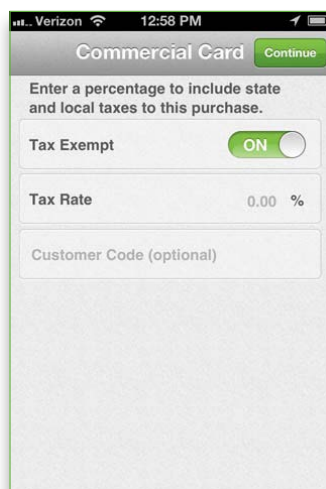 Verizon 12:58 PM
Commercial Card Continue
Enter a percentage to include state
and local taxes to this purchase.
Tax Exempt ON
Tax Rate 0.00 %
Customer Code (optional)